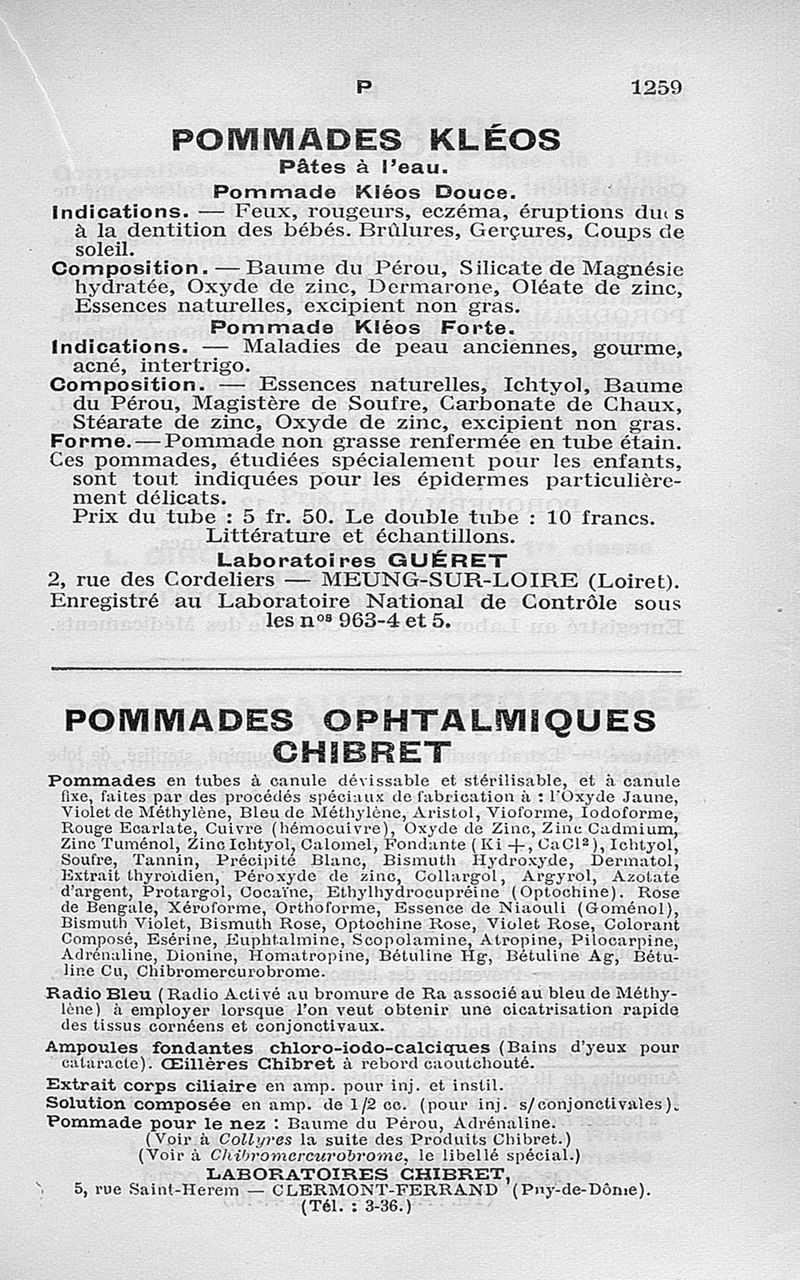 P 1259
POMMADES KLÉOS
Pâtes à l'eau.
Pommade Kléos Douce.
Indications. — Feux, rougeurs, eczéma, éruptions dues
à la dentition des bébés. Brûlures, Gerçures, Coups de
soleil.
Composition. — Baume du Pérou, Silicate de Magnésie
hydratée, Oxyde de zinc, Dermarone, Oléate de zinc,
Essences naturelles, excipient non gras.
Pommade Kléos Forte.
Indications. — Maladies de peau anciennes, gourme,
acné, intertrigo.
Composition. — Essences naturelles, Ichtyol, Baume
du Pérou, Magistère de Soufre, Carbonate de Chaux,
Stéarate de zinc, Oxyde de zinc, excipient non gras.
Forme. — Pommade non grasse renfermée en tube étain.
Ces pommades, étudiées spécialement pour les enfants,
sont tout indiquées pour les épidermes particulière-
ment délicats.
Prix du tube : 5 fr. 50. Le double tube : 10 francs.
Littérature et échantillons.
Laboratoires GUÉRET
2, rue des Cordeliers — MEUNG-SUR-LOIRE (Loiret).
Enregistré au Laboratoire National de Contrôle sous
les nos 963-4 et 5.
POMMADES OPHTALMIQUES
CHIBRET
Pommades en tubes à canule dévissable et stérilisable, et à canule
fixe, faites par des procédés spéciaux de fabrication à : l'Oxyde Jaune,
Violet de Méthylène, Bleu de Méthylène, Aristol, Vioforme, Iodoforme,
Rouge Ecarlate, Cuivre (hémocuivre), Oxyde de Zinc, Zinc Cadmium,
Zinc Tuménol, Zinc Ichtyol, Calomel, Fondante (Ki +, CaCl²), Ichtyol,
Soufre, Tannin, Précipité Blanc, Bismuth Hydroxyde, Dermatol,
Extrait thyroïdien, Péroxyde de zinc, Collargol, Argyrol, Azotate
d'argent, Protargol, Cocaïne, Ethylhydrocupréine (Optochine). Rose
de Bengale, Xéroforme, Orthoforme, Essence de Niaouli (Goménol),
Bismuth Violet, Bismuth Rose, Optochine Rose, Violet Rose, Colorant
Composé, Esérine, Euphtalmine, Scopolamine, Atropine, Pilocarpine,
Adrénaline, Dionine, Homatropine, Bétuline Hg, Bétuline Ag, Bétu-
line Cu, Chibromercurobrome.
Radio Bleu (Radio Activé au bromure de Ra associé au bleu de Méthy-
lène) à employer lorsque l'on veut obtenir une cicatrisation rapide
des tissus cornéens et conjonctivaux.
Ampoules fondantes chloro-iodo-calciques (Bains d'yeux pour
cataracte). Œillères Chibret à rebord caoutchouté.
Extrait corps ciliaire en amp. pour inj. et instil.
Solution composée en amp. de 1/2 cc. (pour inj. s/conjonctivales).
Pommade pour le nez : Baume du Pérou, Adrénaline.
(Voir à Collyres la suite des Produits Chibret.)
(Voir à Chibromercurobrome, le libellé spécial.)
LABORATOIRES CHIBRET,
5, rue Saint-Herem — CLERMONT-FERRAND (Puy-de-Dôme).
(Tél. : 3-36.)